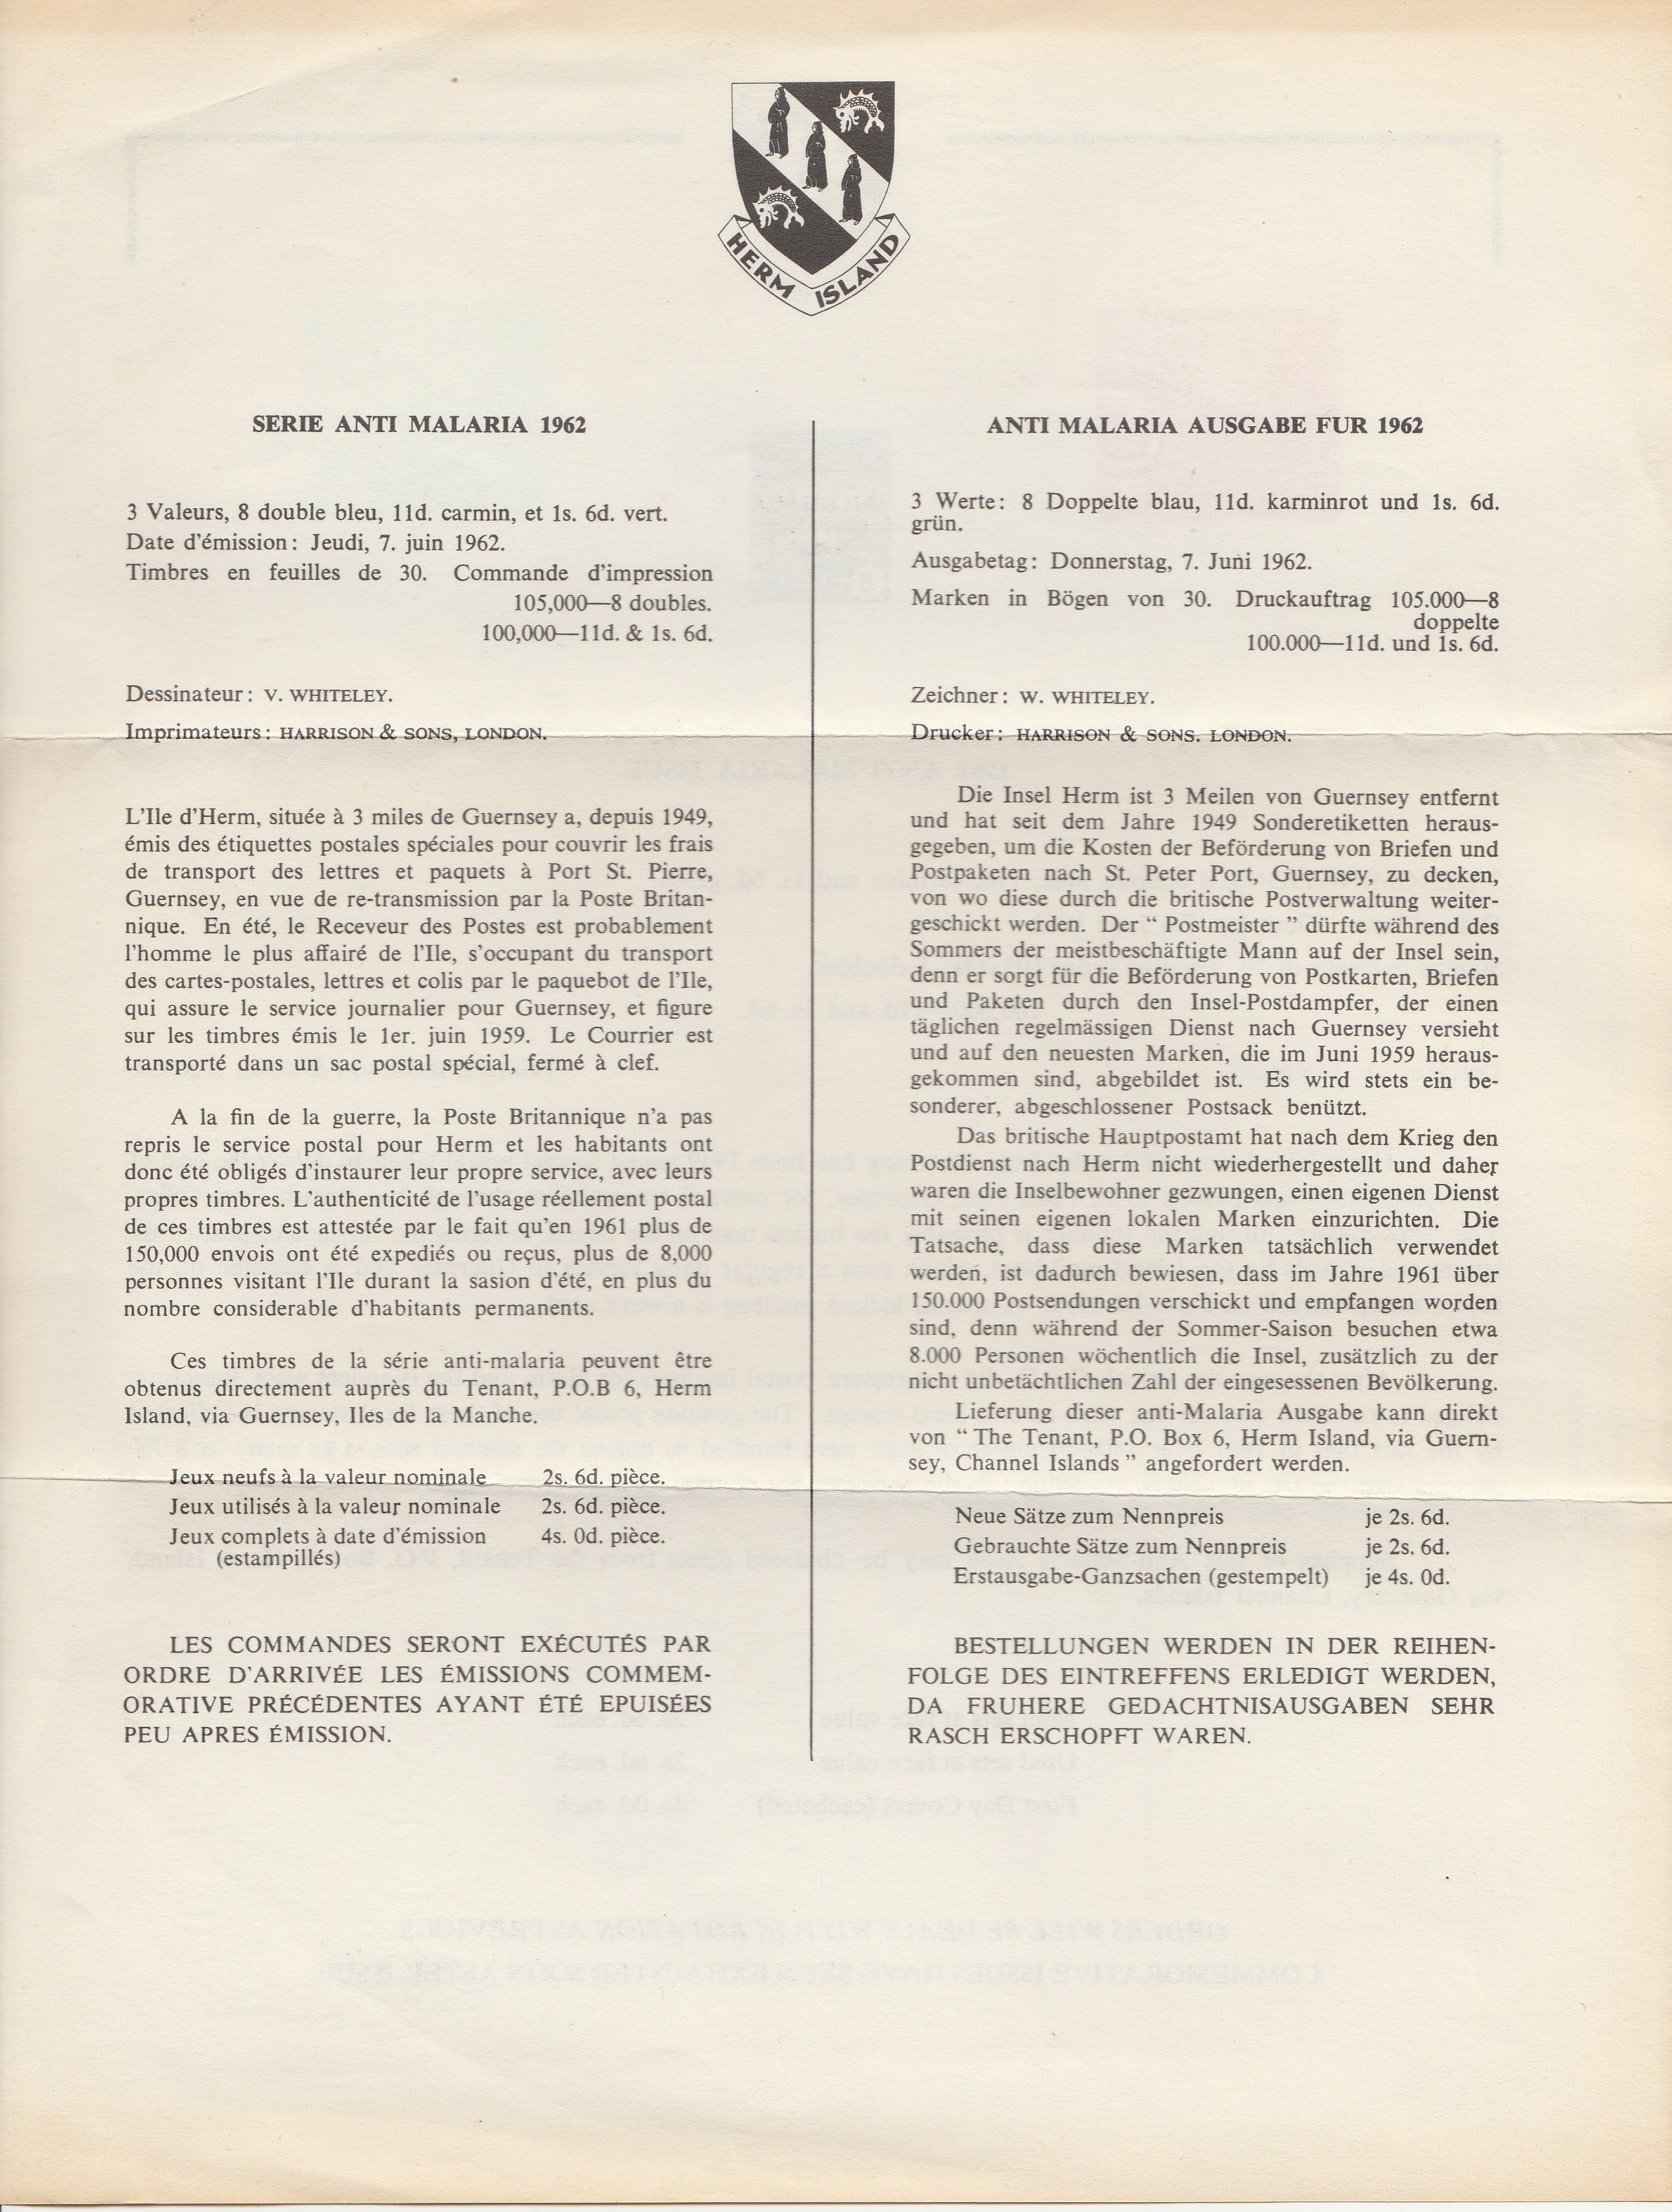 HERM ISLAND
SERIE ANTI MALARIA 1962
3 Valeurs, 8 double bleu, 11d. carmin, et 1s. 6d. vert.
Date d'émission: Jeudi, 7. juin 1962.
Timbres en feuilles de 30. Commande d'impression
105,000—8 doubles.
100,000—11d. & 1s. 6d.
Dessinateur: V. WHITELEY.
Imprimateurs: HARRISON & SONS, LONDON.
L'Ile d'Herm, située à 3 miles de Guernsey a, depuis 1949,
émis des étiquettes postales spéciales pour couvrir les frais
de transport des lettres et paquets à Port St. Pierre,
Guernsey, en vue de re-transmission par la Poste Britan-
nique. En été, le Receveur des Postes est probablement
l'homme le plus affairé de l'Ile, s'occupant du transport
des cartes-postales, lettres et colis par le paquebot de l'Ile,
qui assure le service journalier pour Guernsey, et figure
sur les timbres émis le 1er. juin 1959. Le Courrier est
transporté dans un sac postal spécial, fermé à clef.
A la fin de la guerre, la Poste Britannique n'a pas
repris le service postal pour Herm et les habitants ont
donc été obligés d'instaurer leur propre service, avec leurs
propres timbres. L'authenticité de l'usage réellement postal
de ces timbres est attestée par le fait qu'en 1961 plus de
150,000 envois ont été expediés ou reçus, plus de 8,000
personnes visitant l'Ile durant la sasion d'été, en plus du
nombre considerable d'habitants permanents.
Ces timbres de la série anti-malaria peuvent être
obtenus directement auprès du Tenant, P.O.B 6, Herm
Island, via Guernsey, Iles de la Manche.
Jeux neufs à la valeur nominale 2s. 6d. pièce.
Jeux utilisés à la valeur nominale 2s. 6d. pièce.
Jeux complets à date d'émission 4s. 0d. pièce.
(estampillés)
LES COMMANDES SERONT EXÉCUTÉS PAR
ORDRE D'ARRIVÉE LES ÉMISSIONS COMMEM-
ORATIVE PRÉCÉDENTES AYANT ÉTÉ EPUISÉES
PEU APRES ÉMISSION.
ANTI MALARIA AUSGABE FUR 1962
3 Werte: 8 Doppelte blau, 11d. karminrot und 1s. 6d.
grün.
Ausgabetag: Donnerstag, 7. Juni 1962.
Marken in Bögen von 30. Druckauftrag 105.000—8
doppelte
100.000—11d. und 1s. 6d.
Zeichner: W. WHITELEY.
Drucker: HARRISON & SONS. LONDON.
Die Insel Herm ist 3 Meilen von Guernsey entfernt
und hat seit dem Jahre 1949 Sonderetiketten heraus-
gegeben, um die Kosten der Beförderung von Briefen und
Postpaketen nach St. Peter Port, Guernsey, zu decken,
von wo diese durch die britische Postverwaltung weiter-
geschickt werden. Der " Postmeister " dürfte während des
Sommers der meistbeschäftigte Mann auf der Insel sein,
denn er sorgt für die Beförderung von Postkarten, Briefen
und Paketen durch den Insel-Postdampfer, der einen
täglichen regelmässigen Dienst nach Guernsey versieht
und auf den neuesten Marken, die im Juni 1959 heraus-
gekommen sind, abgebildet ist. Es wird stets ein be-
sonderer, abgeschlossener Postsack benützt.
Das britische Hauptpostamt hat nach dem Krieg den
Postdienst nach Herm nicht wiederhergestellt und daher
waren die Inselbewohner gezwungen, einen eigenen Dienst
mit seinen eigenen lokalen Marken einzurichten. Die
Tatsache, dass diese Marken tatsächlich verwendet
werden, ist dadurch bewiesen, dass im Jahre 1961 über
150.000 Postsendungen verschickt und empfangen worden
sind, denn während der Sommer-Saison besuchen etwa
8.000 Personen wöchentlich die Insel, zusätzlich zu der
nicht unbetächtlichen Zahl der eingesessenen Bevölkerung.
Lieferung dieser anti-Malaria Ausgabe kann direkt
von " The Tenant, P.O. Box 6, Herm Island, via Guern-
sey, Channel Islands " angefordert werden.
Neue Sätze zum Nennpreis je 2s. 6d.
Gebrauchte Sätze zum Nennpreis je 2s. 6d.
Erstausgabe-Ganzsachen (gestempelt) je 4s. 0d.
BESTELLUNGEN WERDEN IN DER REIHEN-
FOLGE DES EINTREFFENS ERLEDIGT WERDEN,
DA FRUHERE GEDACHTNISAUSGABEN SEHR
RASCH ERSCHOPFT WAREN.